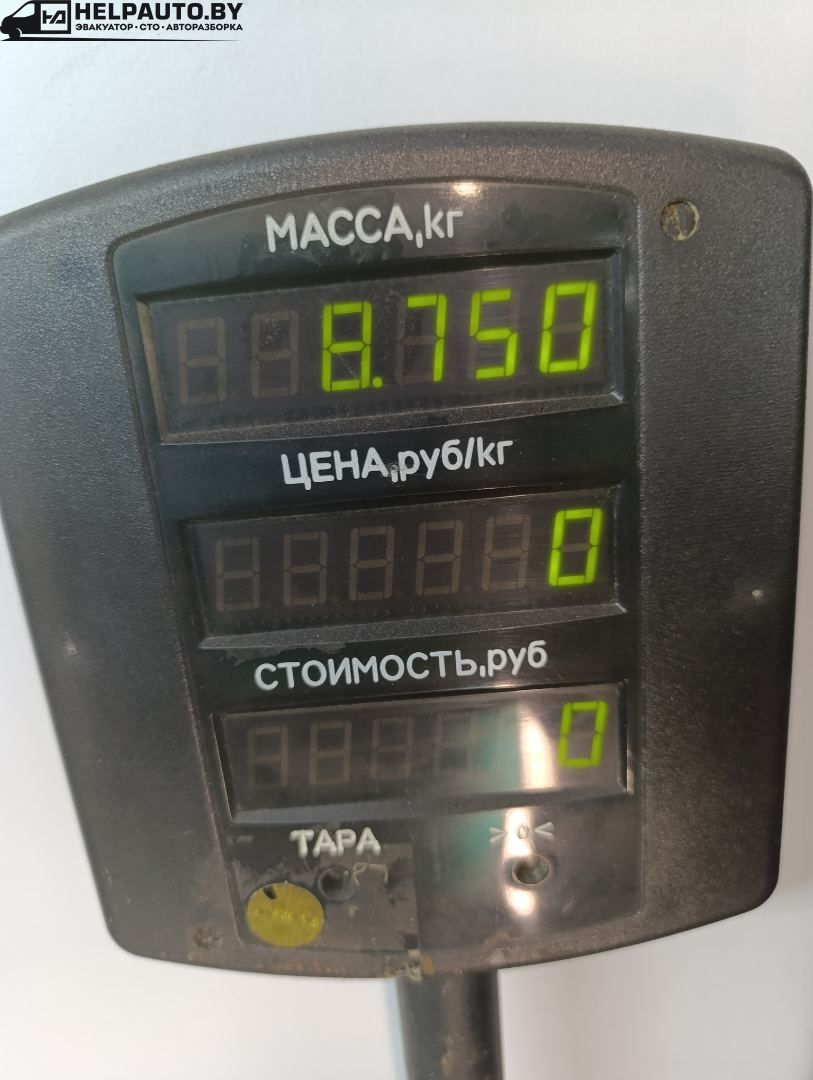 HELPAUTO.BY
ЭВАКУАТОР • СТО • АВТОРАЗБОРКА
МАССА,кг
8.750
ЦЕНА,руб/кг
0
СТОИМОСТЬ,руб
0
ТАРА >0<